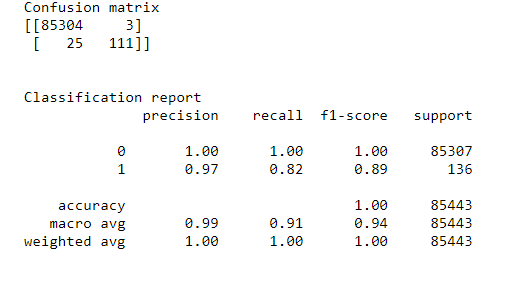 Confusion matrix
[[85304     3]
 [   25   111]]
Classification report
              precision    recall  f1-score   support
           0       1.00      1.00      1.00     85307
           1       0.97      0.82      0.89       136
    accuracy                           1.00     85443
   macro avg       0.99      0.91      0.94     85443
weighted avg       1.00      1.00      1.00     85443